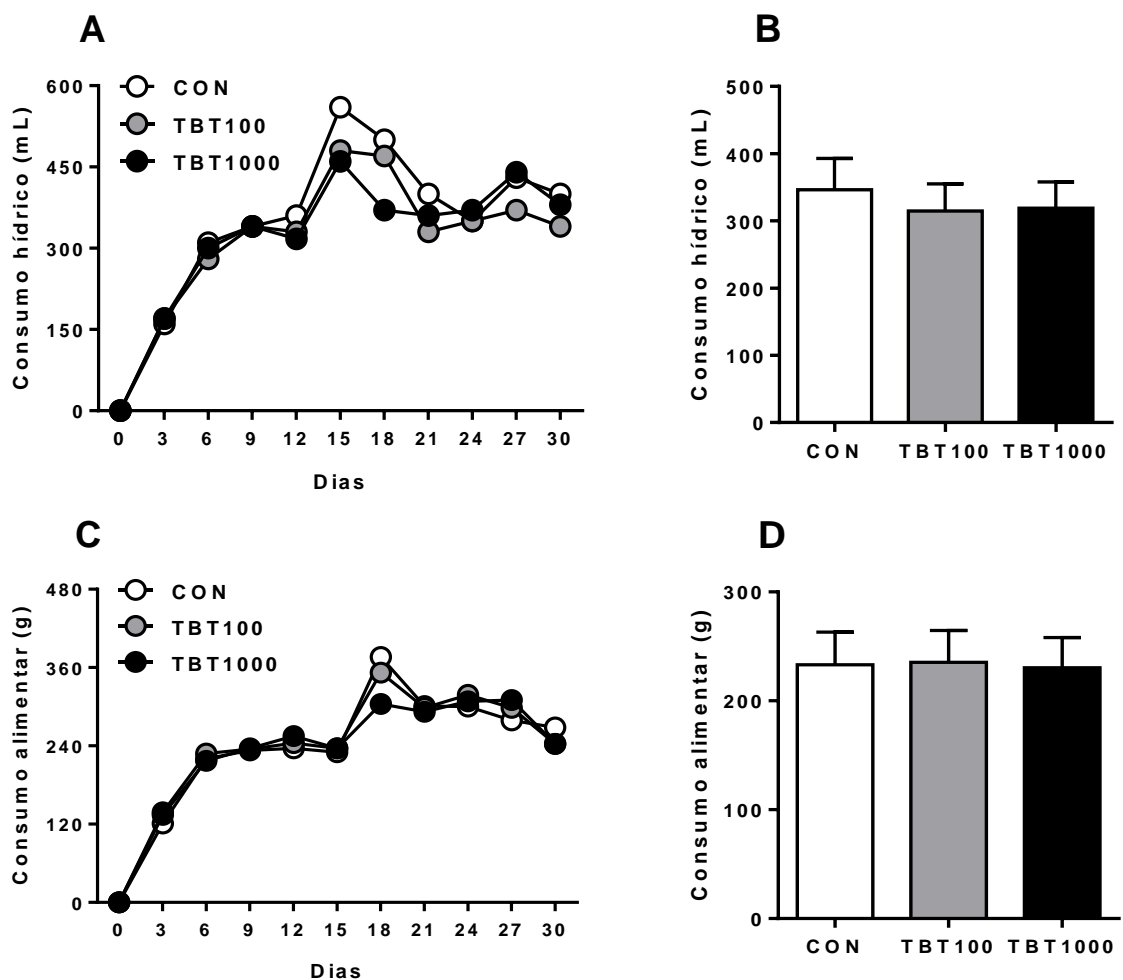 A
CON
TBT100
TBT1000
Consumo hídrico (mL)
600
450
300
150
0
0 3 6 9 12 15 18 21 24 27 30
Dias
B
Consumo hídrico (mL)
500
400
300
200
100
0
CON TBT100 TBT1000
C
CON
TBT100
TBT1000
Consumo alimentar (g)
480
360
240
120
0
0 3 6 9 12 15 18 21 24 27 30
Dias
D
Consumo alimentar (g)
300
200
100
0
CON TBT100 TBT1000